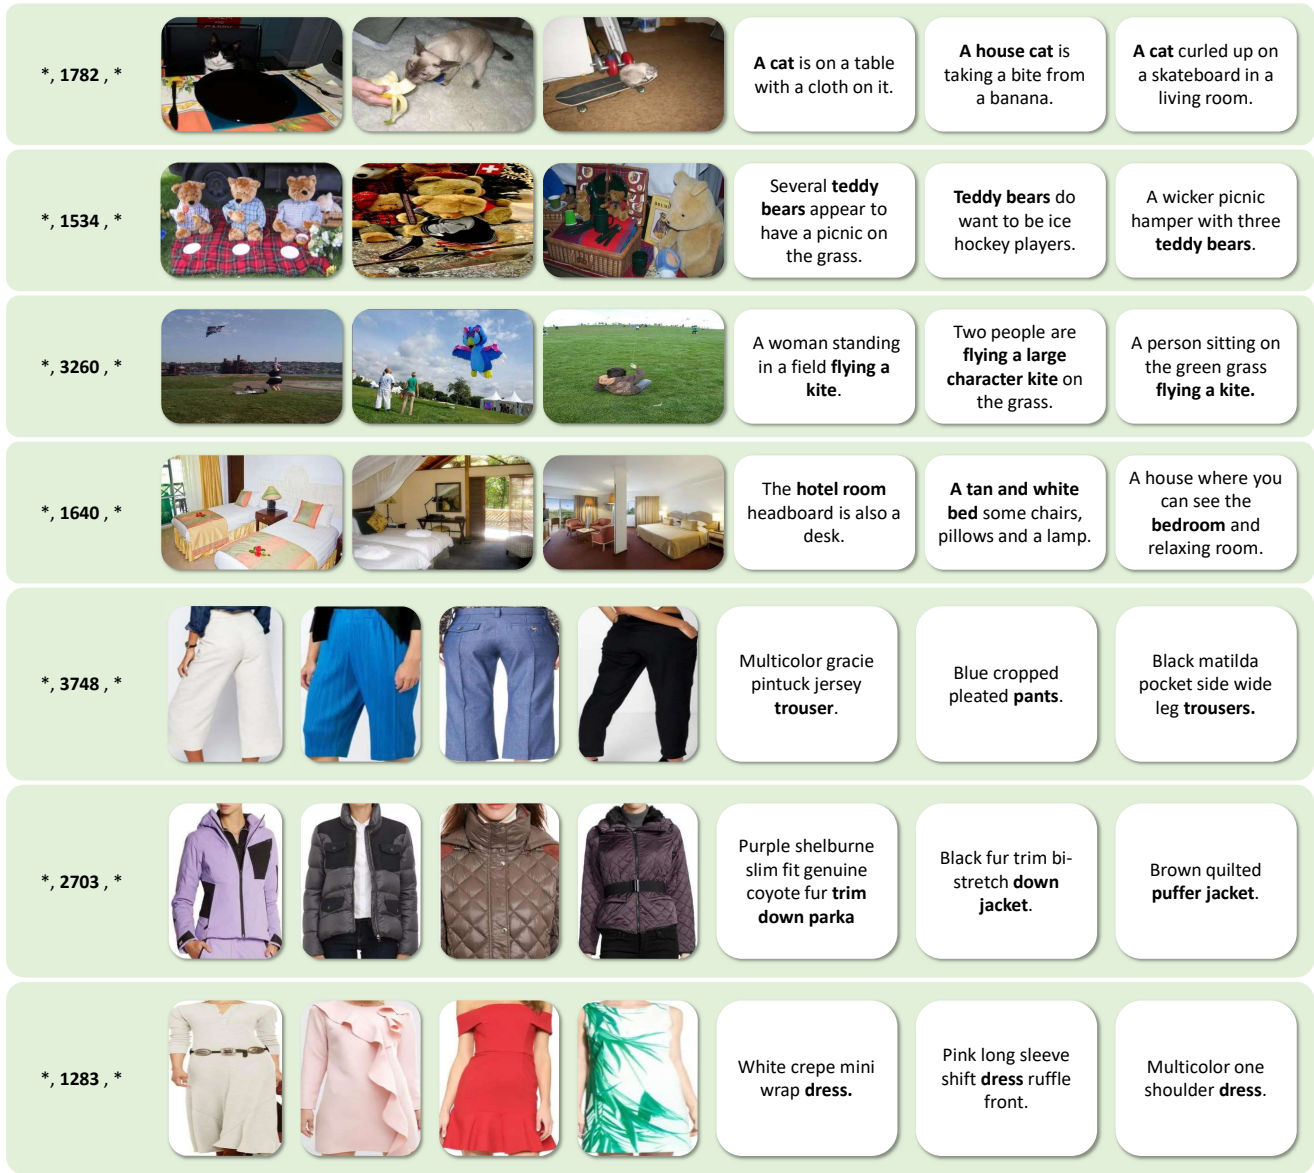 *, 1782 , *
A cat is on a table
with a cloth on it.
A house cat is
taking a bite from
a banana.
A cat curled up on
a skateboard in a
living room.
*, 1534 , *
Several teddy
bears appear to
have a picnic on
the grass.
Teddy bears do
want to be ice
hockey players.
A wicker picnic
hamper with three
teddy bears.
*, 3260 , *
A woman standing
in a field flying a
kite.
Two people are
flying a large
character kite on
the grass.
A person sitting on
the green grass
flying a kite.
*, 1640 , *
The hotel room
headboard is also a
desk.
A tan and white
bed some chairs,
pillows and a lamp.
A house where you
can see the
bedroom and
relaxing room.
*, 3748 , *
Multicolor gracie
pintuck jersey
trouser.
Blue cropped
pleated pants.
Black matilda
pocket side wide
leg trousers.
*, 2703 , *
Purple shelburne
slim fit genuine
coyote fur trim
down parka
Black fur trim bi-
stretch down
jacket.
Brown quilted
puffer jacket.
*, 1283 , *
White crepe mini
wrap dress.
Pink long sleeve
shift dress ruffle
front.
Multicolor one
shoulder dress.